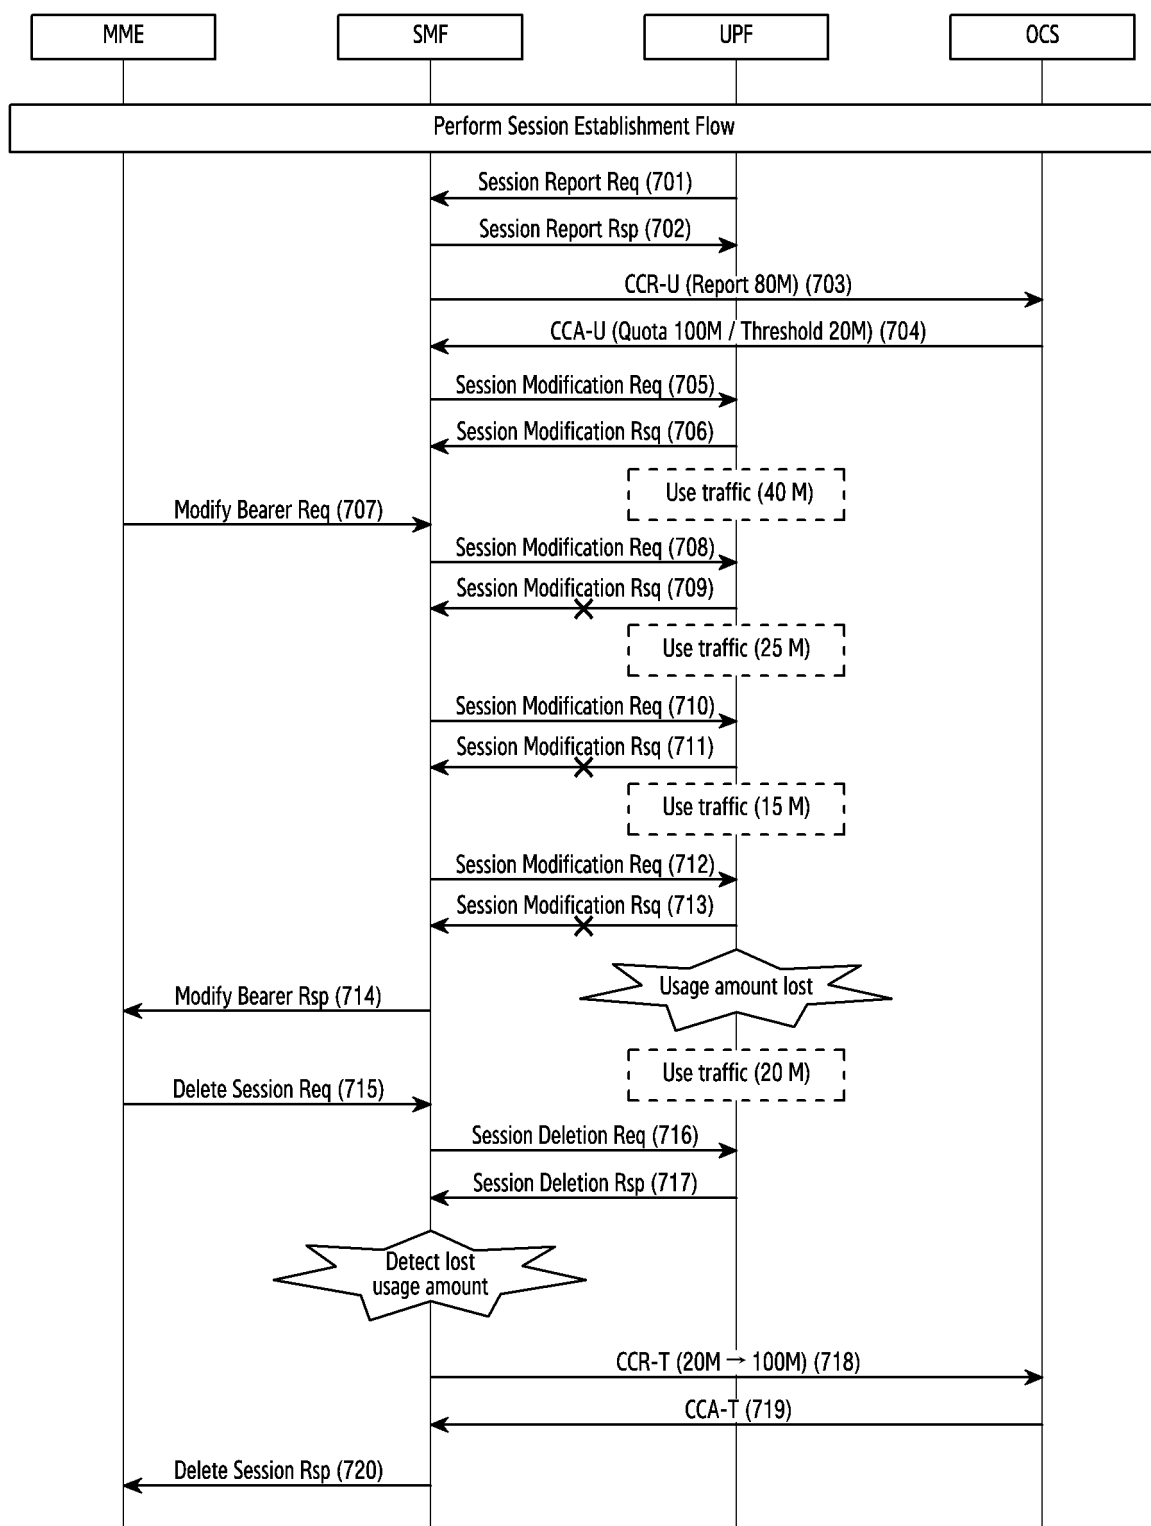 MME
SMF
UPF
OCS
Perform Session Establishment Flow
Session Report Req (701)
Session Report Rsp (702)
CCR-U (Report 80M) (703)
CCA-U (Quota 100M / Threshold 20M) (704)
Session Modification Req (705)
Session Modification Rsq (706)
Use traffic (40 M)
Modify Bearer Req (707)
Session Modification Req (708)
Session Modification Rsq (709)
Use traffic (25 M)
Session Modification Req (710)
Session Modification Rsq (711)
Use traffic (15 M)
Session Modification Req (712)
Session Modification Rsq (713)
Usage amount lost
Modify Bearer Rsp (714)
Use traffic (20 M)
Delete Session Req (715)
Session Deletion Req (716)
Session Deletion Rsp (717)
Detect lost
usage amount
CCR-T (20M → 100M) (718)
CCA-T (719)
Delete Session Rsp (720)